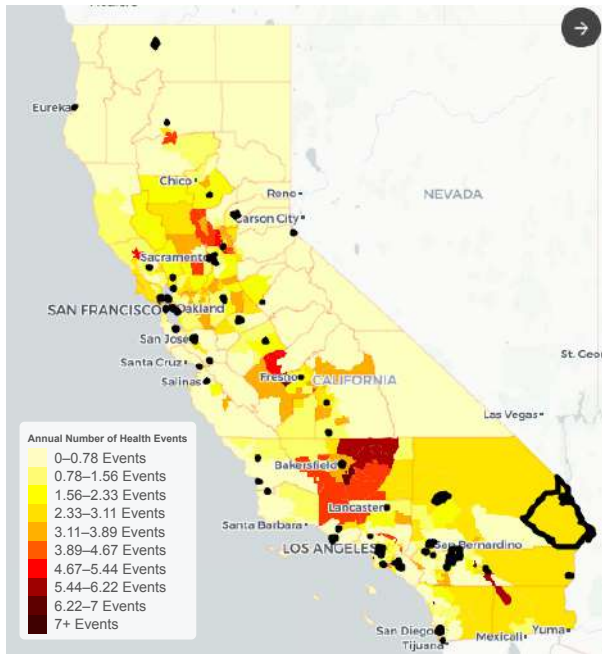 Eureka
Chico
Reno
NEVADA
Carson City
Sacramento
SAN FRANCISCO
Oakland
San Jose
St. Geor
Santa Cruz
Fresno
CALIFORNIA
Salinas
Las Vegas
Annual Number of Health Events
0–0.78 Events
0.78–1.56 Events
1.56–2.33 Events
2.33–3.11 Events
3.11–3.89 Events
3.89–4.67 Events
4.67–5.44 Events
5.44–6.22 Events
6.22–7 Events
7+ Events
Bakersfield
Lancaster
Santa Barbara
LOS ANGELES
San Bernardino
San Diego
Tijuana
Mexicali
Yuma